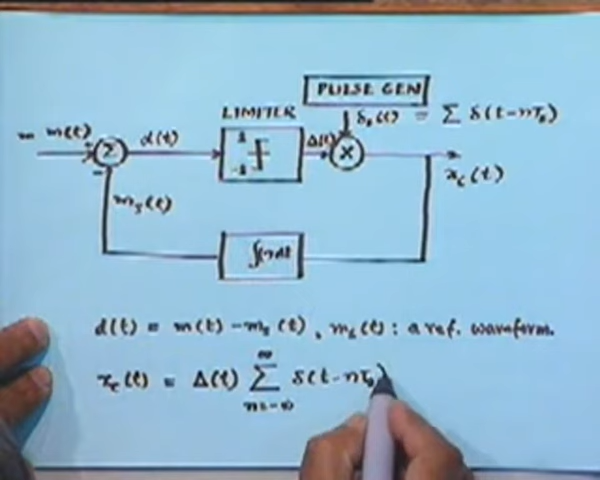 PULSE GEN
LIMITER
δs(t) = Σ δ(t-nTs)
m(t)
d(t)
Δ(t)
Σ
1
-1
X
xc(t)
ms(t)
∫( )dt
d(t) = m(t) - ms(t), ms(t): a ref. waveform.
xc(t) = Δ(t) ∞ Σ n=-∞ δ(t-nTs)